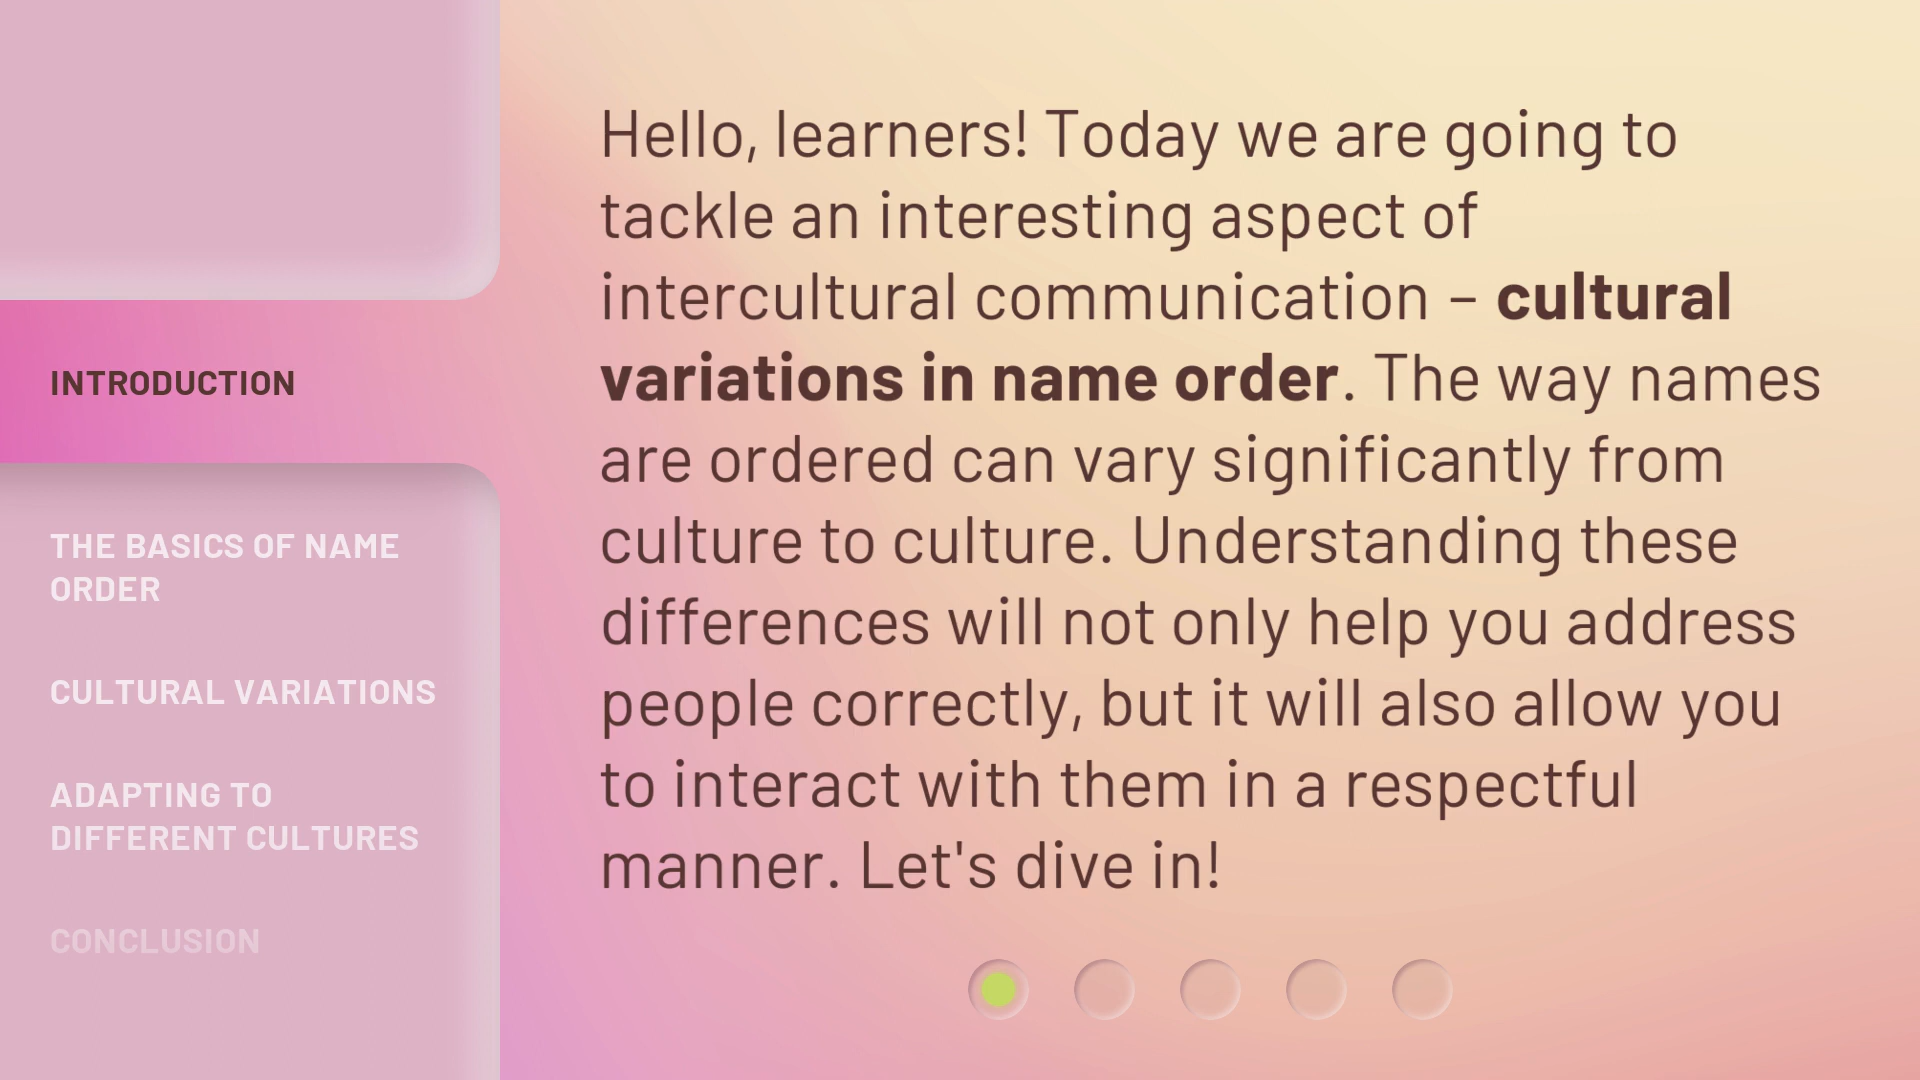 INTRODUCTION
THE BASICS OF NAME
ORDER
CULTURAL VARIATIONS
ADAPTING TO
DIFFERENT CULTURES
CONCLUSION
Hello, learners! Today we are going to
tackle an interesting aspect of
intercultural communication – cultural
variations in name order. The way names
are ordered can vary significantly from
culture to culture. Understanding these
differences will not only help you address
people correctly, but it will also allow you
to interact with them in a respectful
manner. Let's dive in!